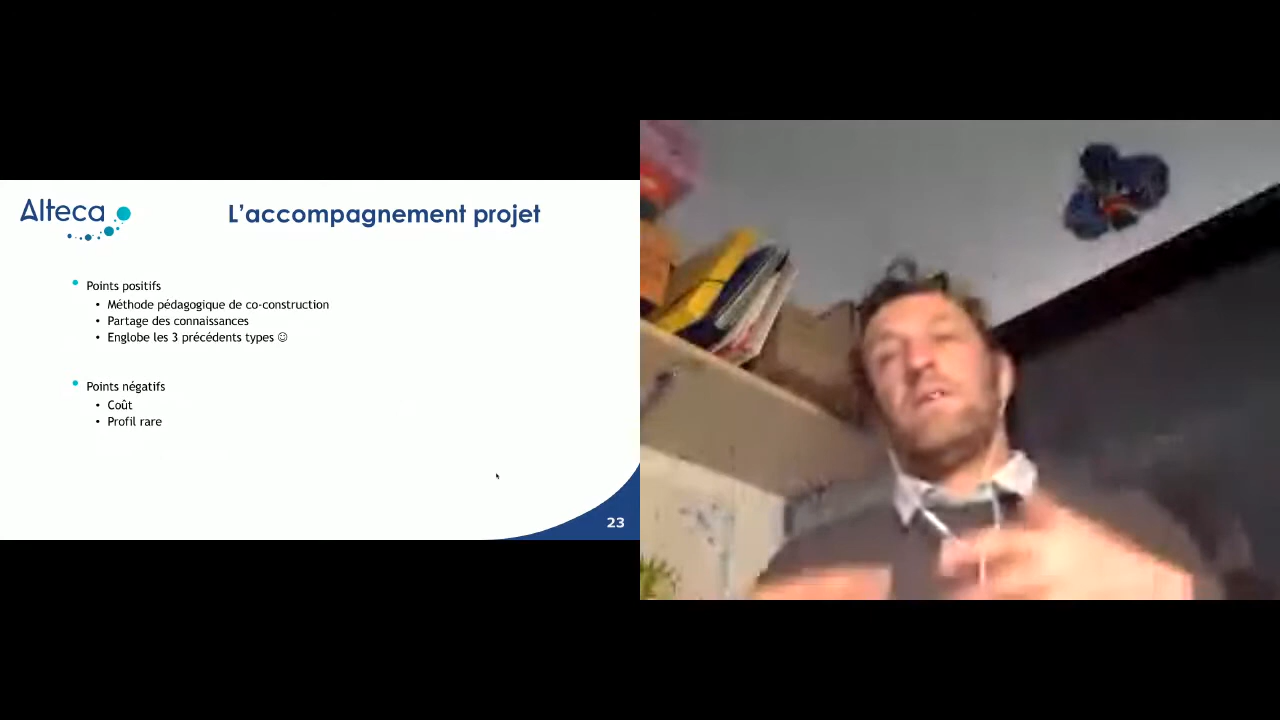 Alteca
L’accompagnement projet
• Points positifs
• Méthode pédagogique de co-construction
• Partage des connaissances
• Englobe les 3 précédents types ☺
• Points négatifs
• Coût
• Profil rare
23